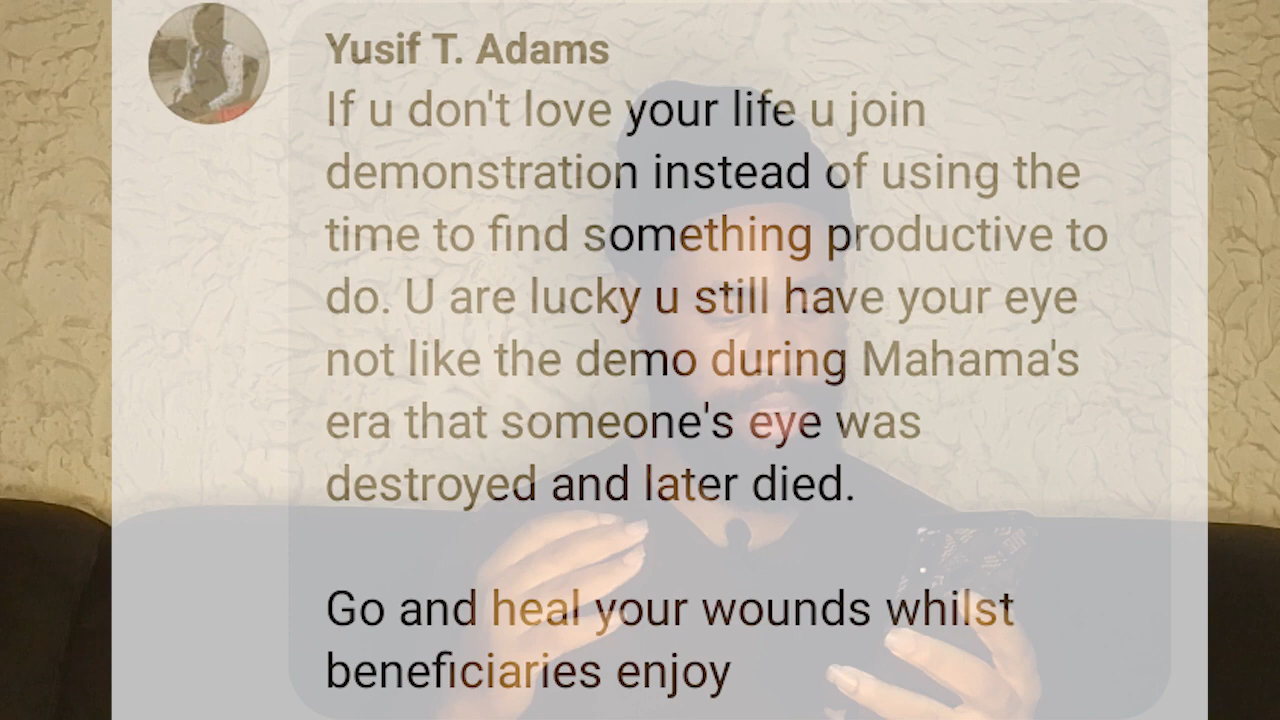 Yusif T. Adams
If u don't love your life u join
demonstration instead of using the
time to find something productive to
do. U are lucky u still have your eye
not like the demo during Mahama's
era that someone's eye was
destroyed and later died.
Go and heal your wounds whilst
beneficiaries enjoy